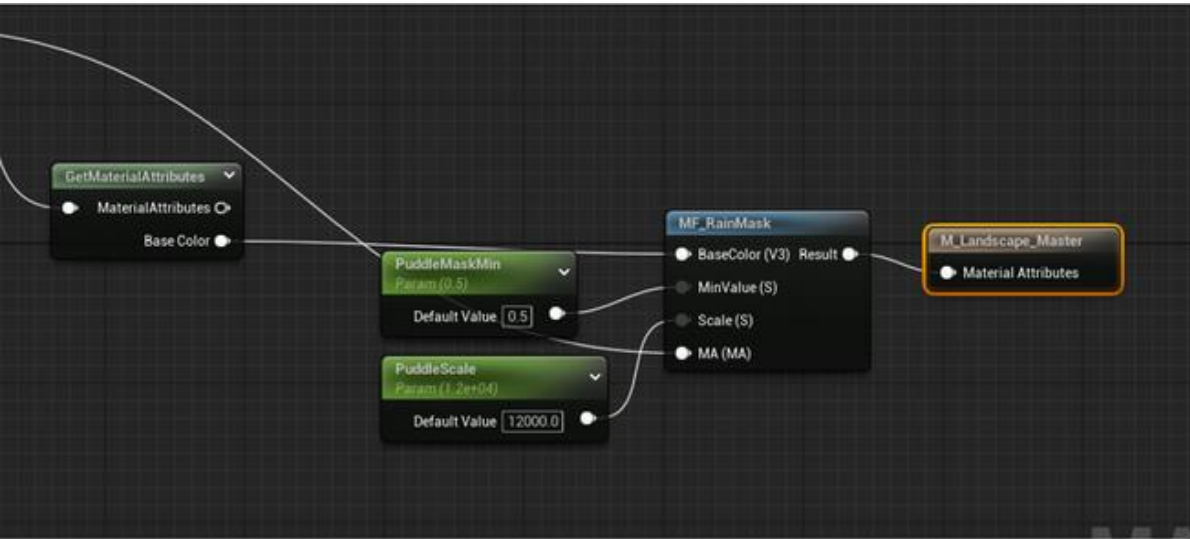 GetMaterialAttributes
MaterialAttributes
Base Color
PuddleMaskMin
Param (0.5)
Default Value 0.5
PuddleScale
Param (1.2e+04)
Default Value 12000.0
MF_RainMask
BaseColor (V3) Result
MinValue (S)
Scale (S)
MA (MA)
M_Landscape_Master
Material Attributes